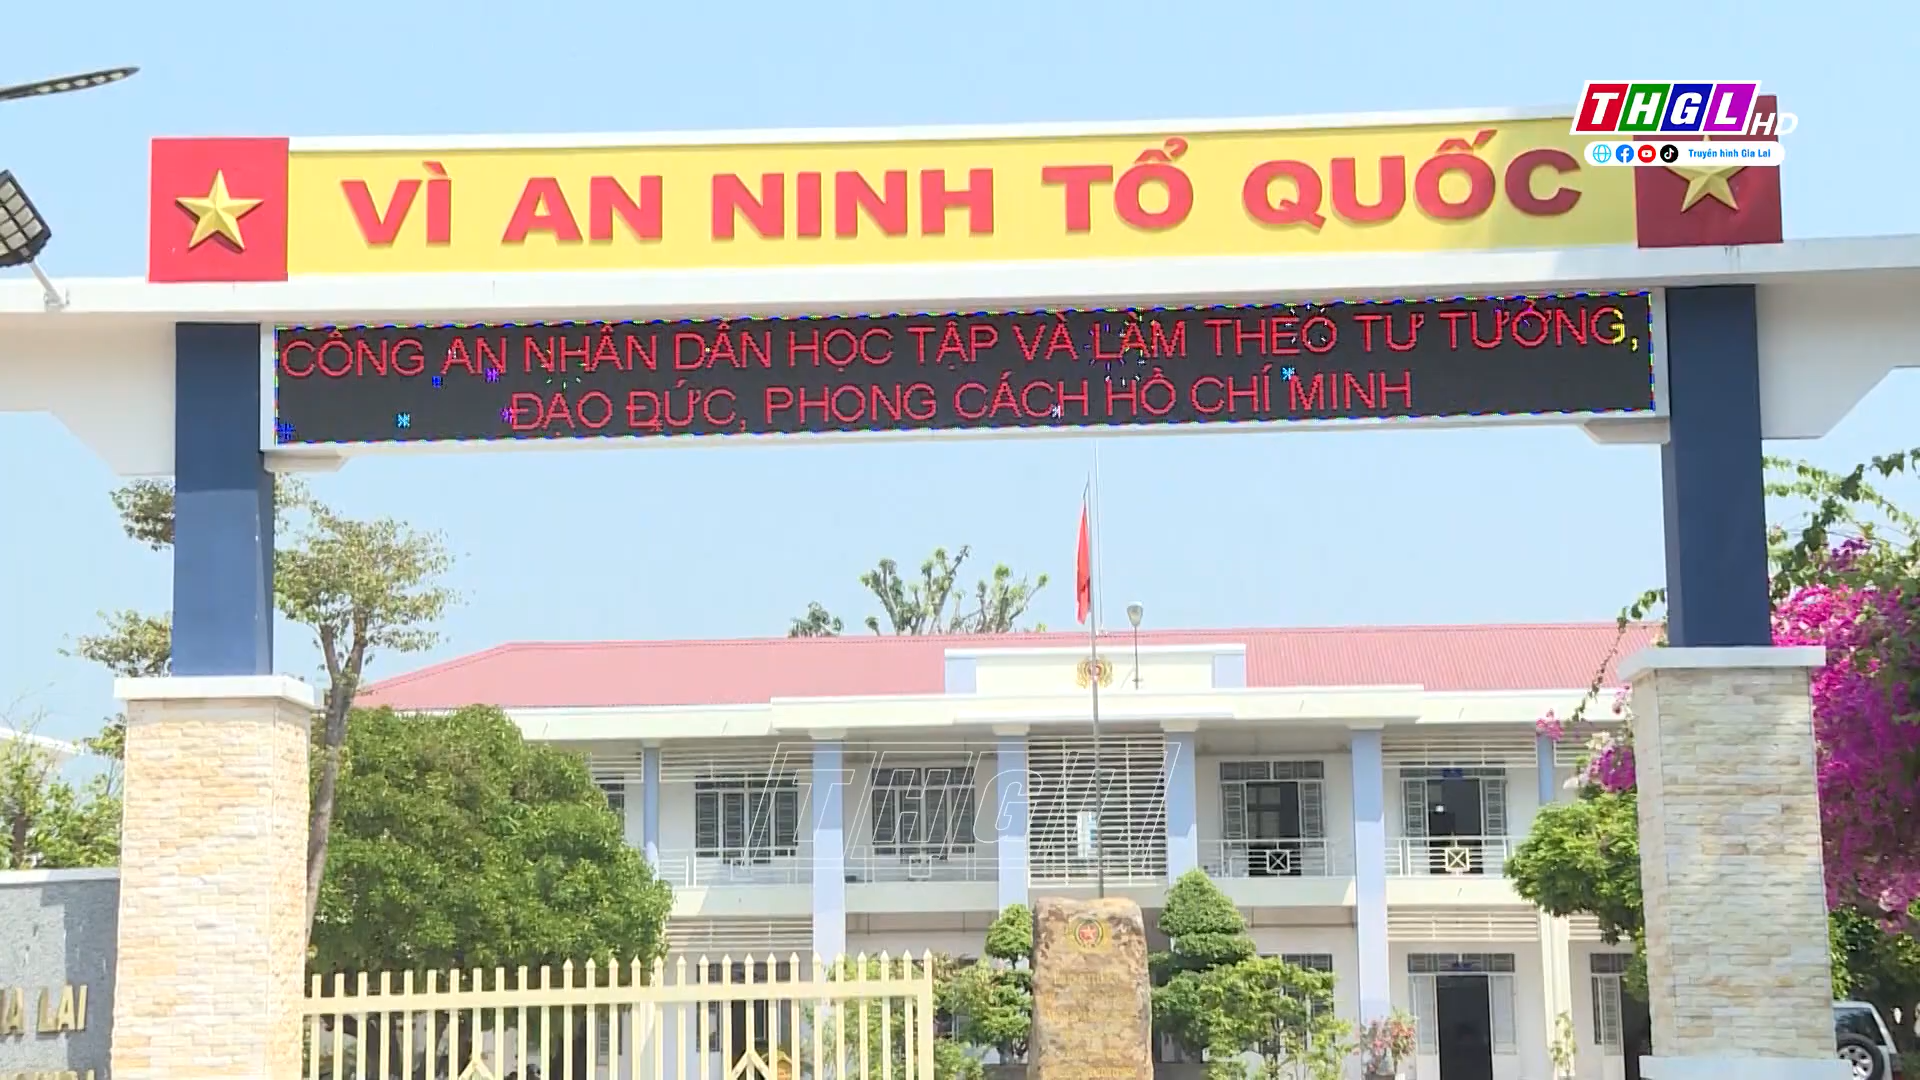 THGL HD
Truyền hình Gia Lai
VÌ AN NINH TỔ QUỐC
CÔNG AN NHÂN DÂN HỌC TẬP VÀ LÀM THEO TƯ TƯỞNG,
ĐẠO ĐỨC, PHONG CÁCH HỒ CHÍ MINH
THGL
LAI